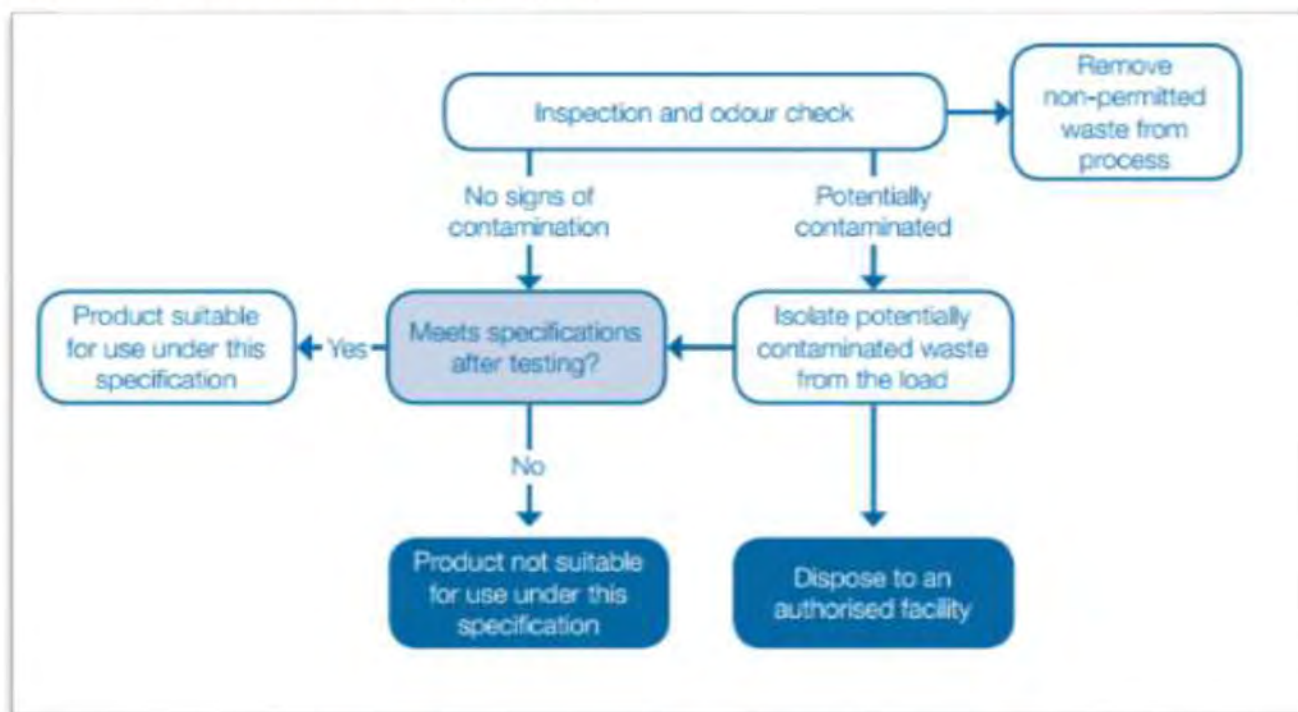 Inspection and odour check
Remove
non-permitted
waste from
process
No signs of
contamination
Potentially
contaminated
Product suitable
for use under this
specification
Yes
Meets specifications
after testing?
Isolate potentially
contaminated waste
from the load
No
Product not suitable
for use under this
specification
Dispose to an
authorised facility